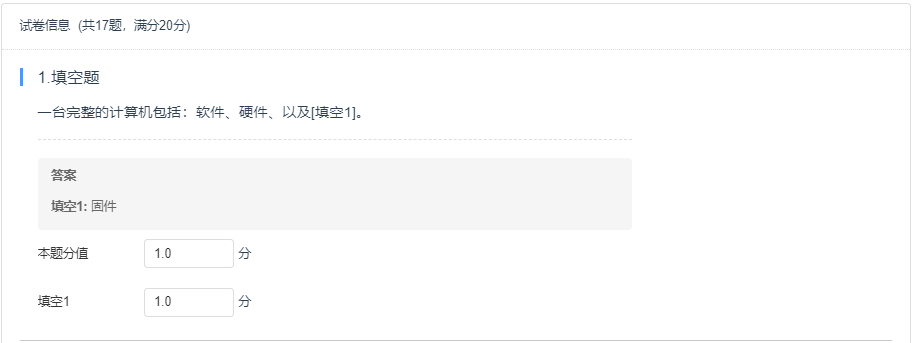 试卷信息 (共17题，满分20分)
1.填空题
一台完整的计算机包括：软件、硬件、以及[填空1]。
答案
填空1: 固件
本题分值 1.0 分
填空1 1.0 分